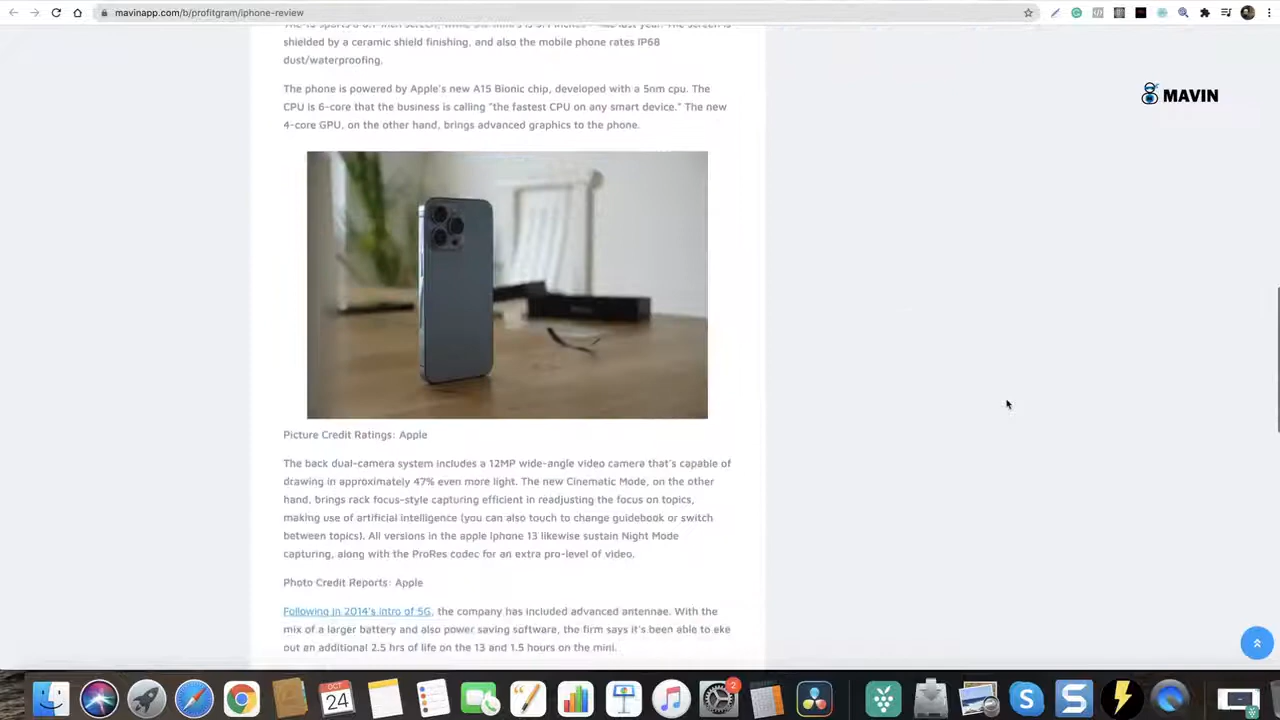 mavinapp.com/b/profitgram/iphone-review
shielded by a ceramic shield finishing, and also the mobile phone rates IP68
dust/waterproofing.
The phone is powered by Apple's new A15 Bionic chip, developed with a 5nm cpu. The
CPU is 6-core that the business is calling "the fastest CPU on any smart device." The new
4-core GPU, on the other hand, brings advanced graphics to the phone.
MAVIN
Picture Credit Ratings: Apple
The back dual-camera system includes a 12MP wide-angle video camera that's capable of
drawing in approximately 47% even more light. The new Cinematic Mode, on the other
hand, brings rack focus-style capturing efficient in readjusting the focus on topics,
making use of artificial intelligence (you can also touch to change guidebook or switch
between topics). All versions in the apple Iphone 13 likewise sustain Night Mode
capturing, along with the ProRes codec for an extra pro-level of video.
Photo Credit Reports: Apple
Following in 2014's intro of 5G, the company has included advanced antennae. With the
mix of a larger battery and also power saving software, the firm says it's been able to eke
out an additional 2.5 hrs of life on the 13 and 1.5 hours on the mini.
OCT
24
2